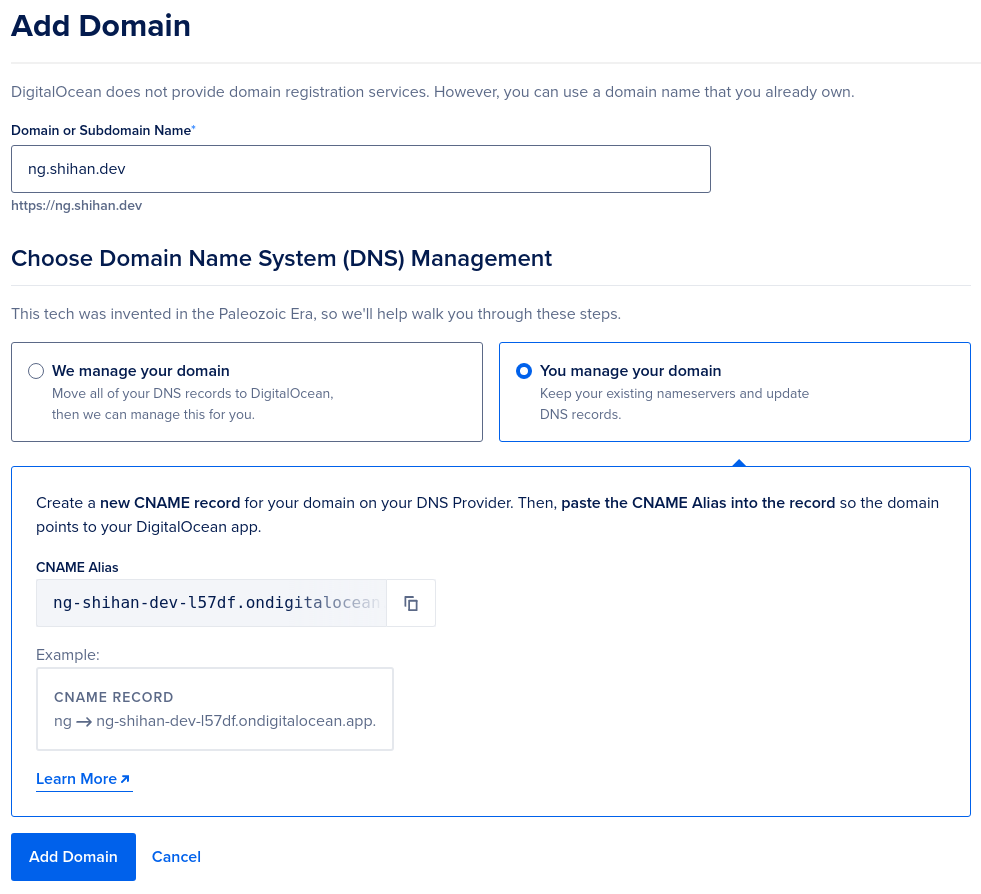 Add Domain
DigitalOcean does not provide domain registration services. However, you can use a domain name that you already own.
Domain or Subdomain Name*
ng.shihan.dev
https://ng.shihan.dev
Choose Domain Name System (DNS) Management
This tech was invented in the Paleozoic Era, so we'll help walk you through these steps.
We manage your domain
Move all of your DNS records to DigitalOcean,
then we can manage this for you.
You manage your domain
Keep your existing nameservers and update
DNS records.
Create a new CNAME record for your domain on your DNS Provider. Then, paste the CNAME Alias into the record so the domain
points to your DigitalOcean app.
CNAME Alias
ng-shihan-dev-l57df.ondigitalocean
Example:
CNAME RECORD
ng → ng-shihan-dev-l57df.ondigitalocean.app.
Learn More
Add Domain
Cancel